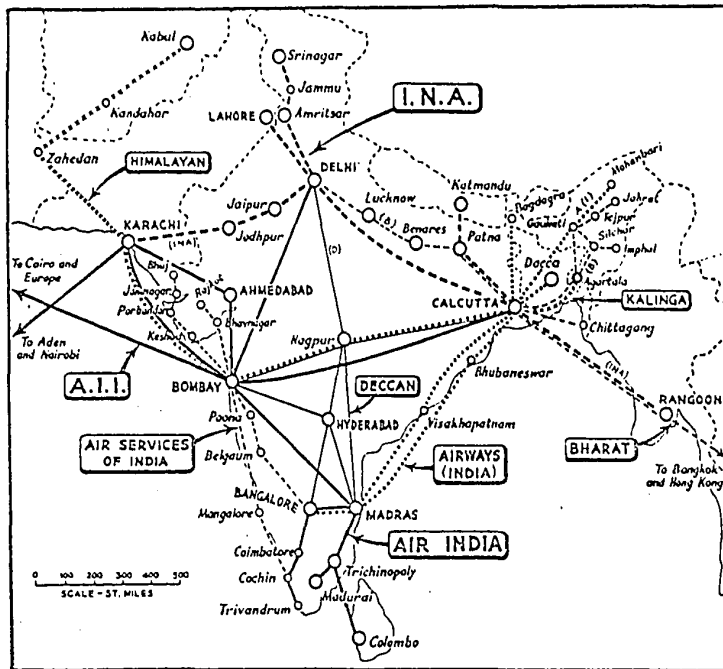 Kabul
Srinagar
Jammu
I.N.A.
Kandahar
LAHORE
Amritsar
Mohanbari
Zahedan
HIMALAYAN
DELHI
Katmandu
Bagdogra
A(I)
Jorhat
Lucknow
Gauhati
Tezpur
Jaipur
(B)
Silchar
KARACHI
(INA)
Jodhpur
Benares
Patna
Imphal
To Cairo and
Europe
Bhuj
(D)
Dacca
(B)
Agartala
Jamnagar
Rajkot
AHMEDABAD
CALCUTTA
KALINGA
Porbandar
Bhavnagar
Chittagong
To Aden
and Nairobi
Keshod
Nagpur
A.I.I.
BOMBAY
DECCAN
Bhubaneswar
(INA)
RANGOON
Poona
HYDERABAD
Visakhapatnam
BHARAT
AIR SERVICES
OF INDIA
Belgaum
AIRWAYS
(INDIA)
To Bangkok
and Hong Kong
BANGALORE
MADRAS
Mangalore
AIR INDIA
Coimbatore
Trichinopoly
Cochin
Madurai
0 100 200 300 400 500
SCALE - ST. MILES
Trivandrum
Colombo